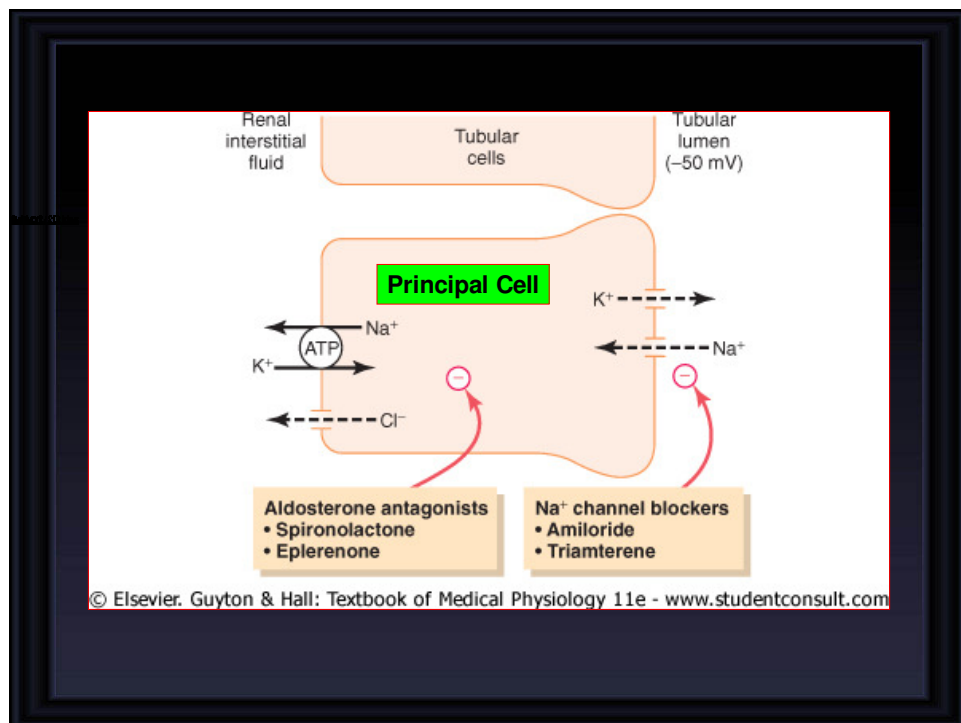 Renal
interstitial
fluid
Tubular
cells
Tubular
lumen
(–50 mV)
Principal Cell
K⁺
Na⁺
ATP
Na⁺
K⁺
Cl⁻
Aldosterone antagonists
• Spironolactone
• Eplerenone
Na⁺ channel blockers
• Amiloride
• Triamterene
© Elsevier. Guyton & Hall: Textbook of Medical Physiology 11e - www.studentconsult.com